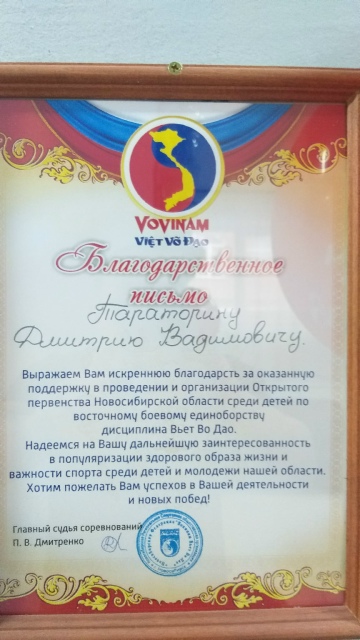 VOVINAM
VIỆT VÕ ĐẠO
Благодарственное
письмо
Тараторину
Дмитрию Вадимовичу.
Выражаем Вам искреннюю благодарсть за оказанную
поддержку в проведении и организации Открытого
первенства Новосибирской области среди детей по
восточному боевому единоборству
дисциплина Вьет Во Дао.
Надеемся на Вашу дальнейшую заинтересованность
в популяризации здорового образа жизни и
важности спорта среди детей и молодежи нашей области.
Хотим пожелать Вам успехов в Вашей деятельности
и новых побед!
Главный судья соревнований
П. В. Дмитренко